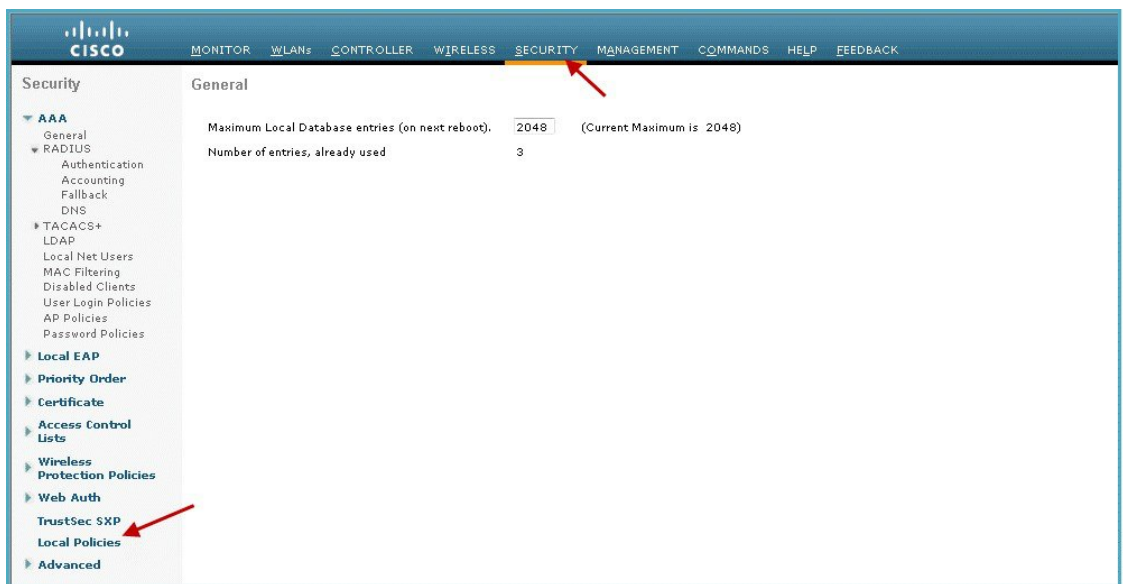 CISCO
MONITOR WLANs CONTROLLER WIRELESS SECURITY MANAGEMENT COMMANDS HELP FEEDBACK
Security
AAA
General
RADIUS
Authentication
Accounting
Fallback
DNS
TACACS+
LDAP
Local Net Users
MAC Filtering
Disabled Clients
User Login Policies
AP Policies
Password Policies
Local EAP
Priority Order
Certificate
Access Control
Lists
Wireless
Protection Policies
Web Auth
TrustSec SXP
Local Policies
Advanced
General
Maximum Local Database entries (on next reboot). 2048 (Current Maximum is 2048)
Number of entries, already used 3